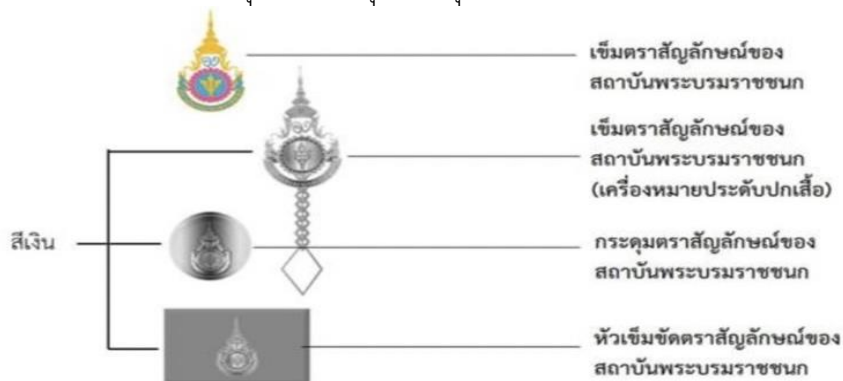 เข็มตราสัญลักษณ์ของ
สถาบันพระบรมราชชนก
เข็มตราสัญลักษณ์ของ
สถาบันพระบรมราชชนก
(เครื่องหมายประดับปกเสื้อ)
สีเงิน
กระดุมตราสัญลักษณ์ของ
สถาบันพระบรมราชชนก
หัวเข็มขัดตราสัญลักษณ์ของ
สถาบันพระบรมราชชนก